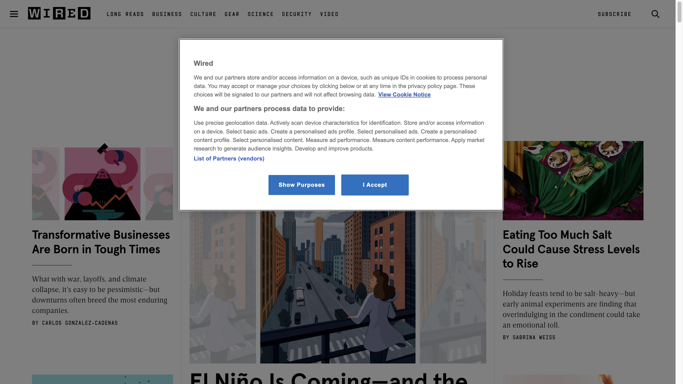 WIRED
LONG READS BUSINESS CULTURE GEAR SCIENCE SECURITY VIDEO
SUBSCRIBE
Wired
We and our partners store and/or access information on a device, such as unique IDs in cookies to process personal
data. You may accept or manage your choices by clicking below or at any time in the privacy policy page. These
choices will be signaled to our partners and will not affect browsing data. View Cookie Notice
We and our partners process data to provide:
Use precise geolocation data. Actively scan device characteristics for identification. Store and/or access information
on a device. Select basic ads. Create a personalised ads profile. Select personalised ads. Create a personalised
content profile. Select personalised content. Measure ad performance. Measure content performance. Apply market
research to generate audience insights. Develop and improve products.
List of Partners (vendors)
Show Purposes
I Accept
Transformative Businesses
Are Born in Tough Times
What with war, layoffs, and climate
collapse, it's easy to be pessimistic—but
downturns often breed the most enduring
companies.
BY CARLOS GONZALEZ-CADENAS
El Niño Is Coming—and the
Eating Too Much Salt
Could Cause Stress Levels
to Rise
Holiday feasts tend to be salt-heavy—but
early animal experiments are finding that
overindulging in the condiment could take
an emotional toll.
BY SABRINA WEISS